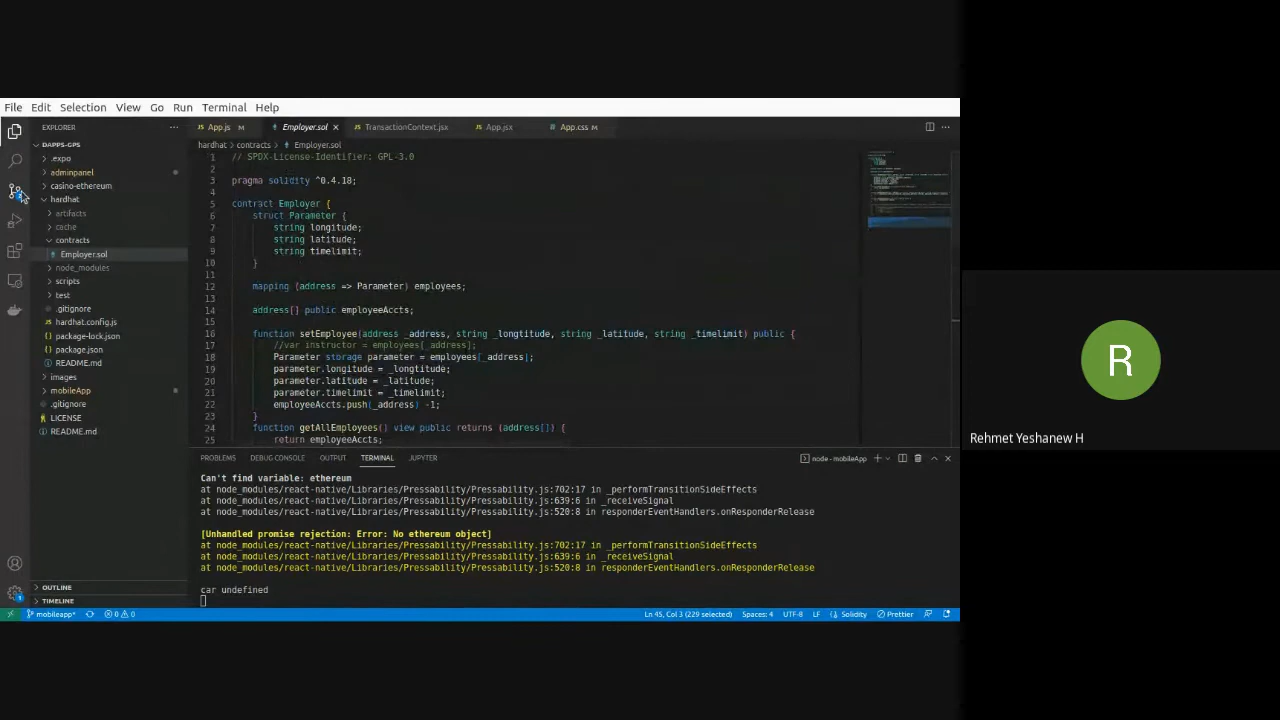 File Edit Selection View Go Run Terminal Help
EXPLORER
DAPPS-GPS
.expo
adminpanel
casino-ethereum
hardhat
artifacts
cache
contracts
Employer.sol
node_modules
scripts
test
.gitignore
hardhat.config.js
package-lock.json
package.json
README.md
images
mobileApp
.gitignore
LICENSE
README.md
OUTLINE
TIMELINE
App.js M Employer.sol TransactionContext.jsx App.jsx App.css M
hardhat contracts Employer.sol
1 // SPDX-License-Identifier: GPL-3.0
2
3 pragma solidity ^0.4.18;
4
5 contract Employer {
6 struct Parameter {
7 string longitude;
8 string latitude;
9 string timelimit;
10 }
11
12 mapping (address => Parameter) employees;
13
14 address[] public employeeAccts;
15
16 function setEmployee(address _address, string _longtitude, string _latitude, string _timelimit) public {
17 //var instructor = employees[_address];
18 Parameter storage parameter = employees[_address];
19 parameter.longitude = _longtitude;
20 parameter.latitude = _latitude;
21 parameter.timelimit = _timelimit;
22 employeeAccts.push(_address) -1;
23 }
24 function getAllEmployees() view public returns (address[]) {
25 return employeeAccts;
PROBLEMS DEBUG CONSOLE OUTPUT TERMINAL JUPYTER
node - mobileApp
Can't find variable: ethereum
at node_modules/react-native/Libraries/Pressability/Pressability.js:702:17 in _performTransitionSideEffects
at node_modules/react-native/Libraries/Pressability/Pressability.js:639:6 in _receiveSignal
at node_modules/react-native/Libraries/Pressability/Pressability.js:520:8 in responderEventHandlers.onResponderRelease
[Unhandled promise rejection: Error: No ethereum object]
at node_modules/react-native/Libraries/Pressability/Pressability.js:702:17 in _performTransitionSideEffects
at node_modules/react-native/Libraries/Pressability/Pressability.js:639:6 in _receiveSignal
at node_modules/react-native/Libraries/Pressability/Pressability.js:520:8 in responderEventHandlers.onResponderRelease
car undefined
mobileapp* 0 0 Ln 45, Col 3 (229 selected) Spaces: 4 UTF-8 LF Solidity Prettier
R
Rehmet Yeshanew H